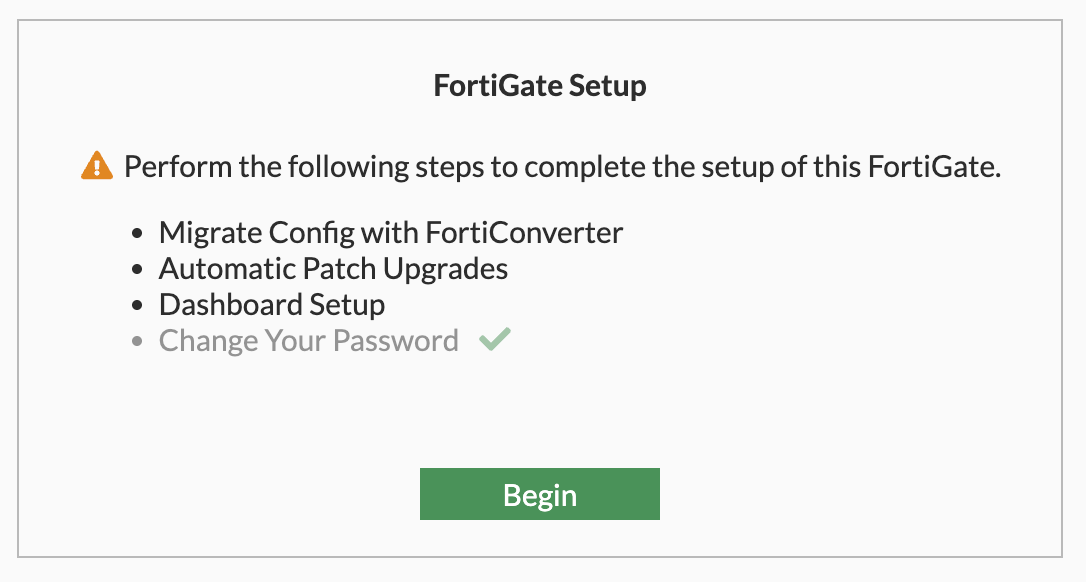 FortiGate Setup
Perform the following steps to complete the setup of this FortiGate.
Migrate Config with FortiConverter
Automatic Patch Upgrades
Dashboard Setup
Change Your Password
Begin